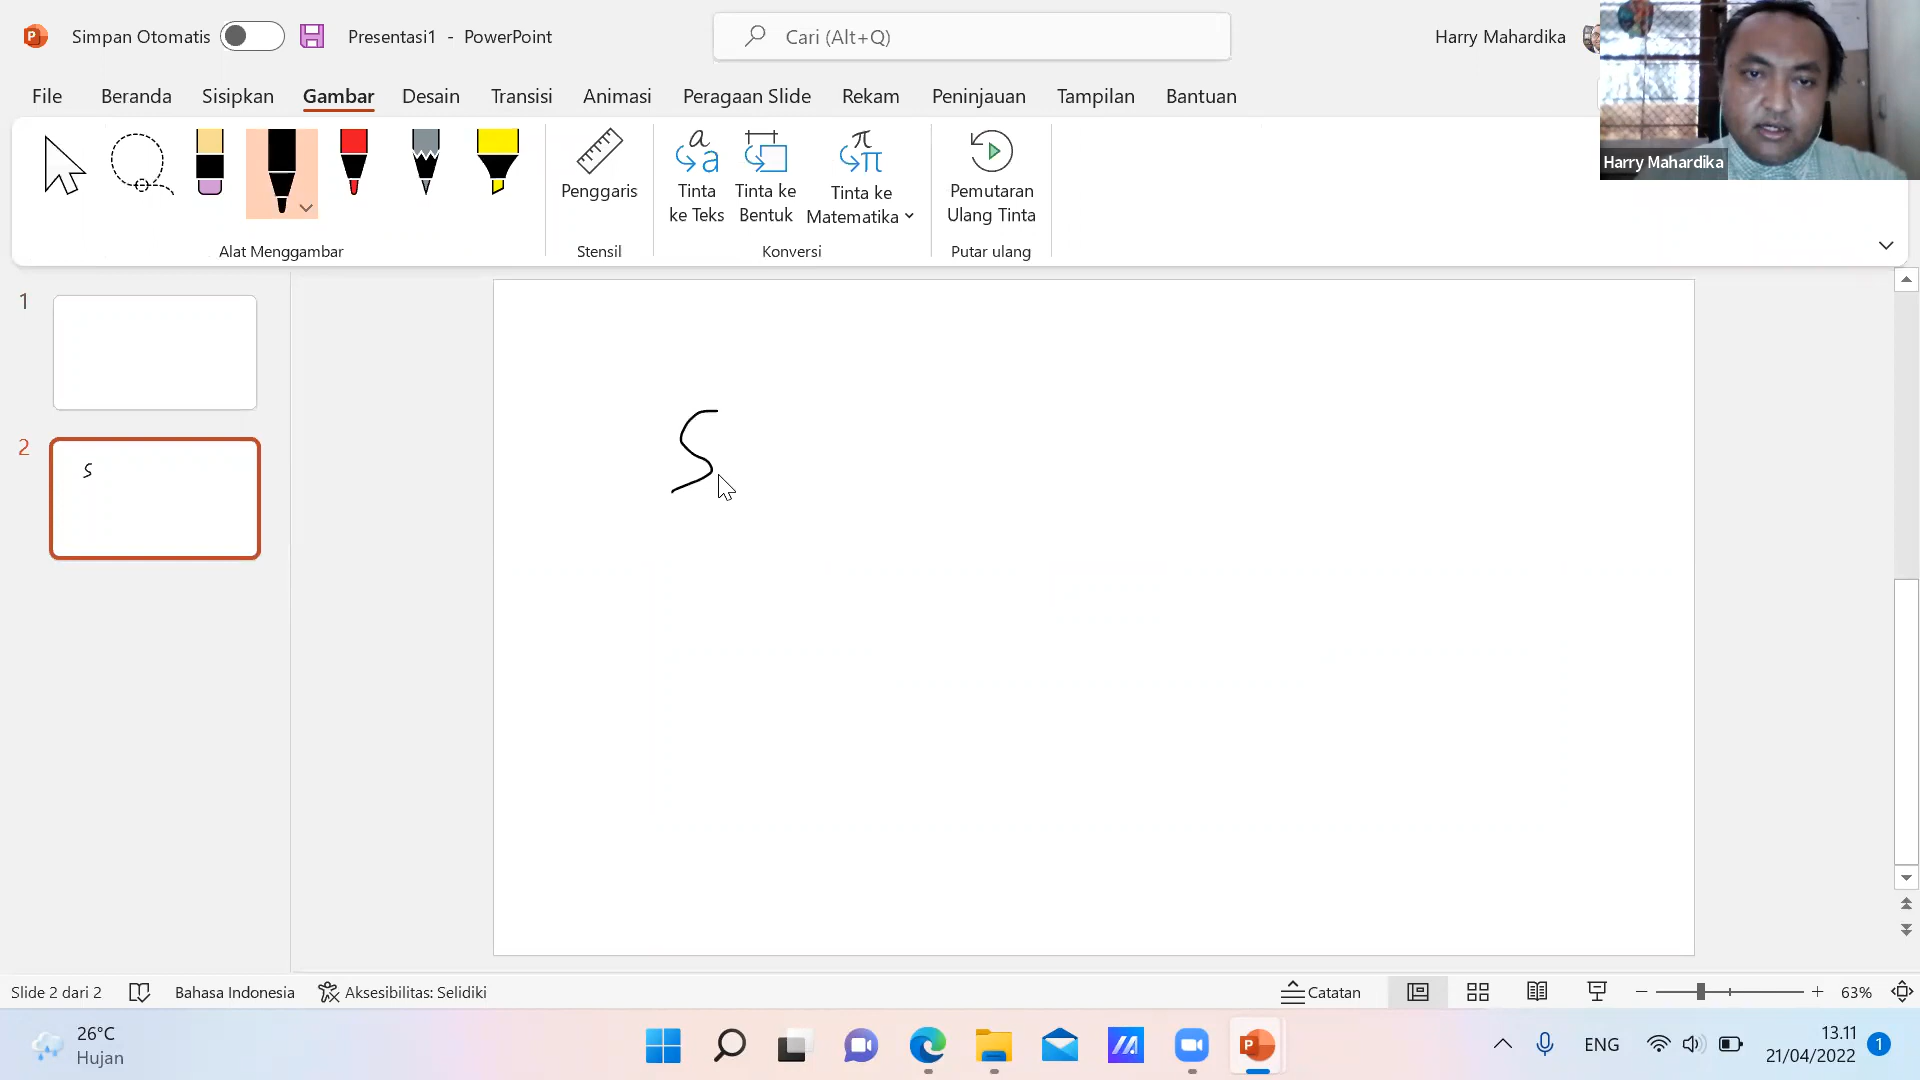 Simpan Otomatis
Presentasi1 - PowerPoint
Cari (Alt+Q)
Harry Mahardika
File
Beranda
Sisipkan
Gambar
Desain
Transisi
Animasi
Peragaan Slide
Rekam
Peninjauan
Tampilan
Bantuan
Harry Mahardika
Penggaris
Tinta
ke Teks
Tinta ke
Bentuk
Tinta ke
Matematika
Pemutaran
Ulang Tinta
Alat Menggambar
Stensil
Konversi
Putar ulang
1
2
S
S
Slide 2 dari 2
Bahasa Indonesia
Aksesibilitas: Selidiki
Catatan
63%
26°C
Hujan
ENG
13.11
21/04/2022
1